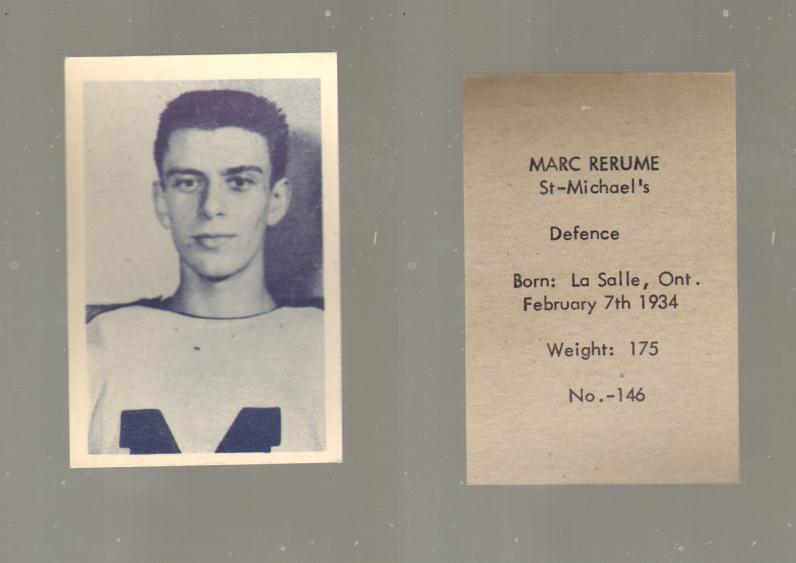 MARC RERUME
St-Michael's
Defence
Born: La Salle, Ont.
February 7th 1934
Weight: 175
No.-146